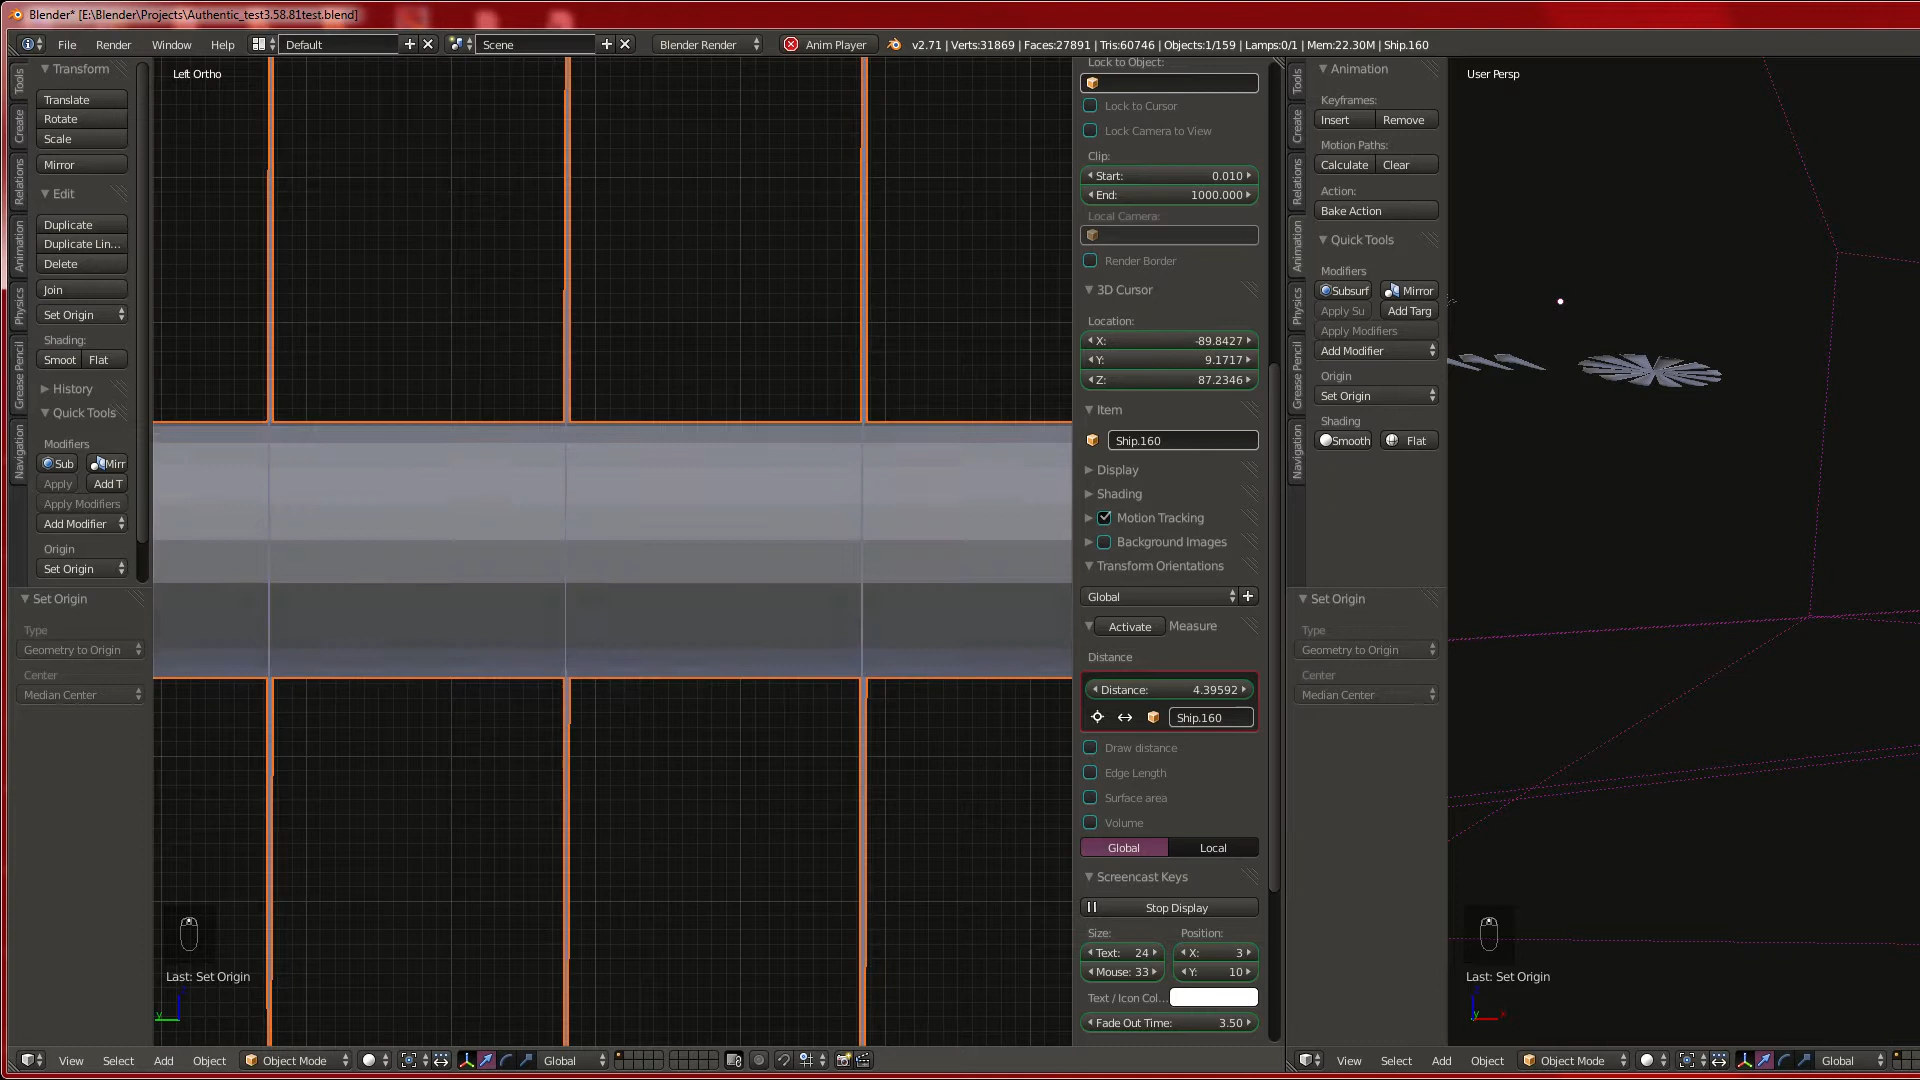 Blender* [E:\Blender\Projects\Authentic_test3.58.81test.blend]
File Render Window Help Default Scene Blender Render Anim Player v2.71 | Verts:31869 | Faces:27891 | Tris:60746 | Objects:1/159 | Lamps:0/1 | Mem:22.30M | Ship.160
Tools
Create
Relations
Animation
Physics
Grease Pencil
Navigation
Transform
Translate
Rotate
Scale
Mirror
Edit
Duplicate
Duplicate Lin...
Delete
Join
Set Origin
Shading:
Smoot Flat
History
Quick Tools
Modifiers
Sub Mirr
Apply Add T
Apply Modifiers
Add Modifier
Origin
Set Origin
Set Origin
Type
Geometry to Origin
Center
Median Center
Left Ortho
Last: Set Origin
y
Lock to Object:
Lock to Cursor
Lock Camera to View
Clip:
Start: 0.010
End: 1000.000
Local Camera:
Render Border
3D Cursor
Location:
X: -89.8427
Y: 9.1717
Z: 87.2346
Item
Ship.160
Display
Shading
Motion Tracking
Background Images
Transform Orientations
Global
Activate Measure
Distance
Distance: 4.39592
Ship.160
Draw distance
Edge Length
Surface area
Volume
Global Local
Screencast Keys
Stop Display
Size: Position:
Text: 24 X: 3
Mouse: 33 Y: 10
Text / Icon Col...
Fade Out Time: 3.50
Tools
Create
Relations
Animation
Physics
Grease Pencil
Navigation
Animation
Keyframes:
Insert Remove
Motion Paths:
Calculate Clear
Action:
Bake Action
Quick Tools
Modifiers
Subsurf Mirror
Apply Su Add Targ
Apply Modifiers
Add Modifier
Origin
Set Origin
Shading
Smooth Flat
Set Origin
Type
Geometry to Origin
Center
Median Center
User Persp
Last: Set Origin
y x
View Select Add Object Object Mode Global
View Select Add Object Object Mode Global